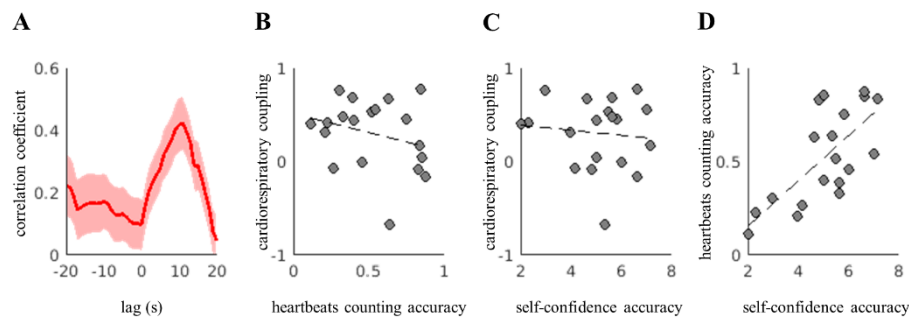 A
B
C
D
correlation coefficient
0.6
0.4
0.2
0
-20
-10
0
10
20
lag (s)
cardiorespiratory coupling
1
0
-1
0
0.5
1
heartbeats counting accuracy
cardiorespiratory coupling
1
0
-1
2
4
6
8
self-confidence accuracy
heartbeats counting accuracy
1
0.5
0
2
4
6
8
self-confidence accuracy